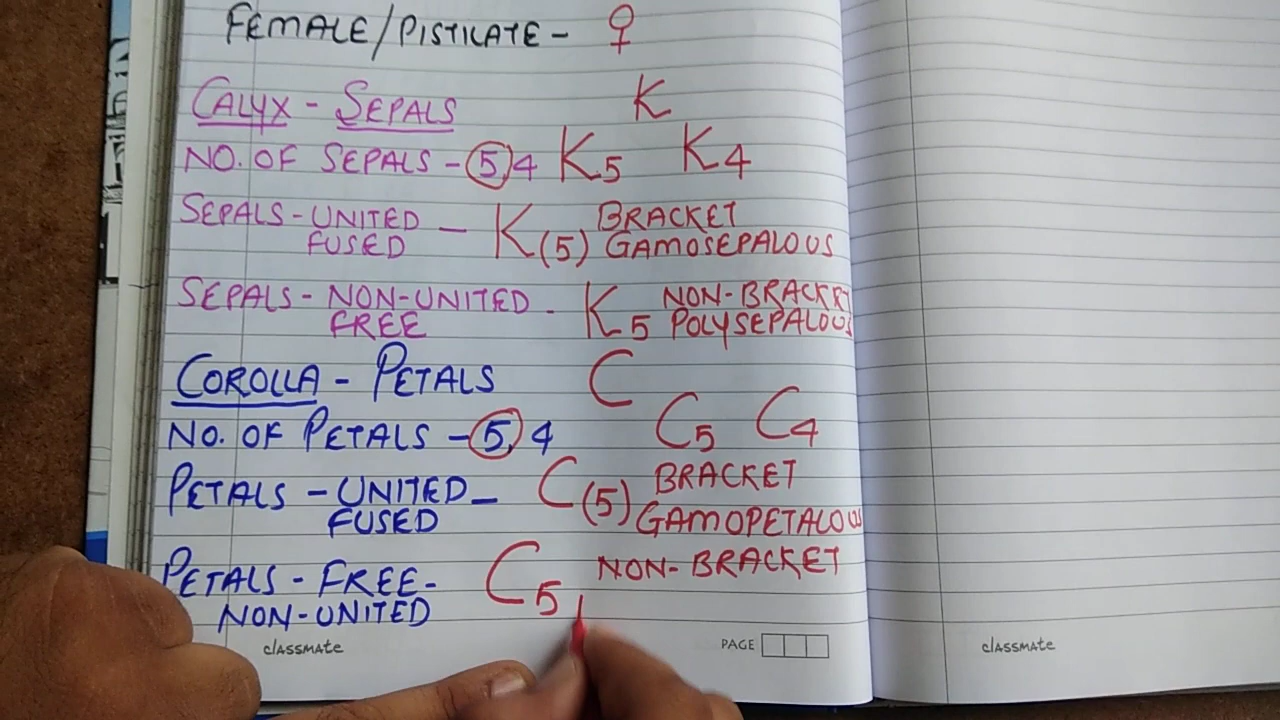 FEMALE/PISTILATE - ♀
CALYX - SEPALS K
NO. OF SEPALS - 5,4 K5 K4
SEPALS - UNITED FUSED - K(5) BRACKET
GAMOSEPALOUS
SEPALS - NON-UNITED FREE - K5 NON-BRACKET
POLYSEPALOUS
COROLLA - PETALS C
NO. OF PETALS - 5,4 C5 C4
PETALS - UNITED FUSED - C(5) BRACKET
GAMOPETALOUS
PETALS - FREE- C5 NON-BRACKET
NON-UNITED
classmate
PAGE
classmate